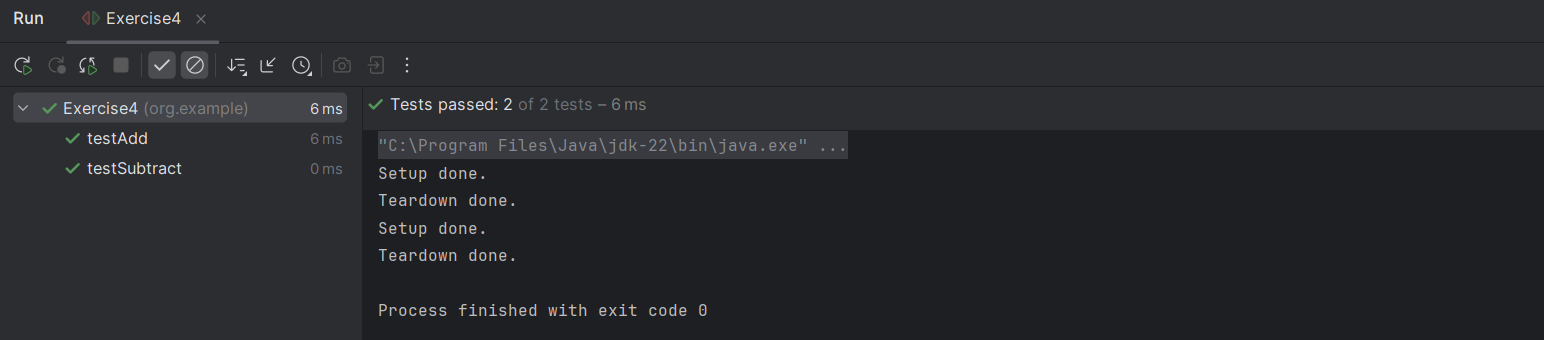 Run Exercise4
Exercise4 (org.example) 6 ms
testAdd 6 ms
testSubtract 0 ms
Tests passed: 2 of 2 tests – 6 ms
"C:\Program Files\Java\jdk-22\bin\java.exe" ...
Setup done.
Teardown done.
Setup done.
Teardown done.
Process finished with exit code 0